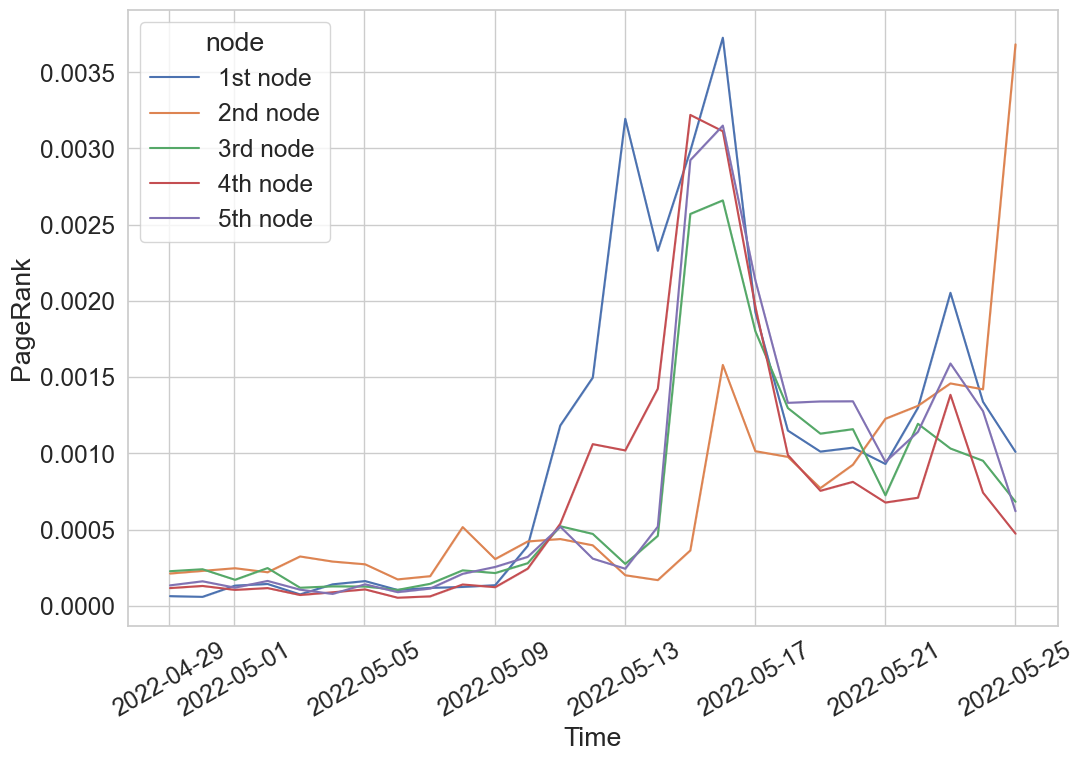 node
1st node
2nd node
3rd node
4th node
5th node
PageRank
0.0035
0.0030
0.0025
0.0020
0.0015
0.0010
0.0005
0.0000
2022-04-29
2022-05-01
2022-05-05
2022-05-09
2022-05-13
2022-05-17
2022-05-21
2022-05-25
Time